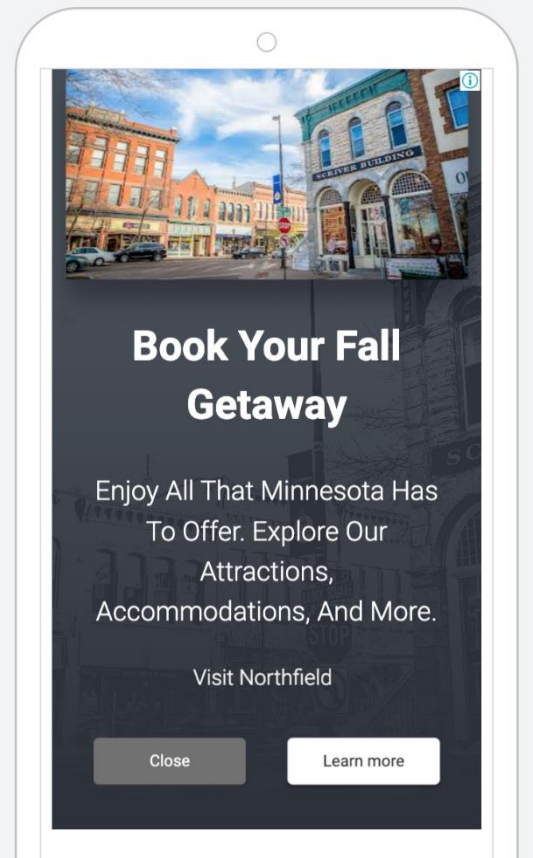 SCRIVER BUILDING
Book Your Fall
Getaway
Enjoy All That Minnesota Has
To Offer. Explore Our
Attractions,
Accommodations, And More.
Visit Northfield
Close
Learn more